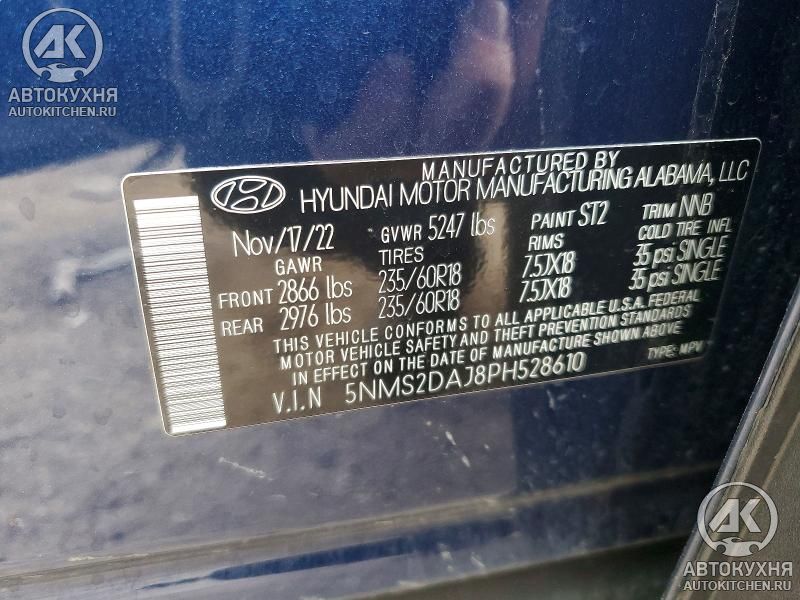 AK
АВТОКУХНЯ
AUTOKITCHEN.RU
MANUFACTURED BY
HYUNDAI MOTOR MANUFACTURING ALABAMA, LLC
Nov/17/22 GVWR 5247 lbs PAINT ST2 TRIM NNB
GAWR TIRES RIMS COLD TIRE INFL
FRONT 2866 lbs 235/60R18 7.5JX18 35 psi SINGLE
REAR 2976 lbs 235/60R18 7.5JX18 35 psi SINGLE
THIS VEHICLE CONFORMS TO ALL APPLICABLE U.S.A. FEDERAL
MOTOR VEHICLE SAFETY AND THEFT PREVENTION STANDARDS
IN EFFECT ON THE DATE OF MANUFACTURE SHOWN ABOVE
V.I.N 5NMS2DAJ8PH528610 TYPE: MPV
AK
АВТОКУХНЯ
AUTOKITCHEN.RU